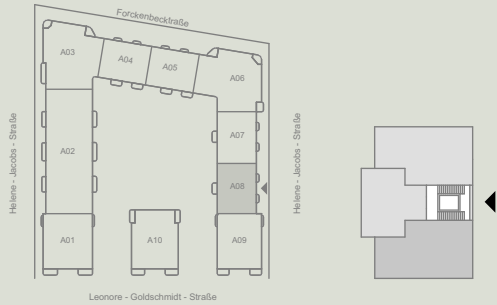 Forckenbeckstraße
A03
A04
A05
A06
A07
A02
A08
A01
A10
A09
Helene - Jacobs - Straße
Helene - Jacobs - Straße
Leonore - Goldschmidt - Straße